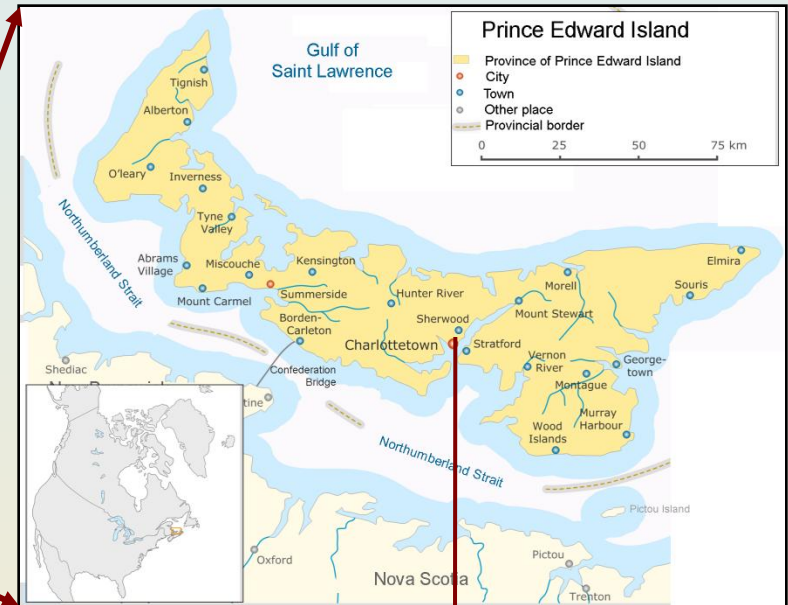 Prince Edward Island
Province of Prince Edward Island
City
Town
Other place
Provincial border
0 25 50 75 km
Gulf of
Saint Lawrence
Tignish
Alberton
O'leary
Inverness
Tyne
Valley
Northumberland Strait
Abrams
Village
Miscouche
Kensington
Mount Carmel
Summerside
Hunter River
Borden-
Carleton
Sherwood
Charlottetown
Stratford
Morell
Mount Stewart
Elmira
Souris
Vernon
River
George-
town
Montague
Murray
Harbour
Wood
Islands
Confederation
Bridge
Shediac
Northumberland Strait
Pictou Island
Oxford
Nova Scotia
Pictou
Trenton